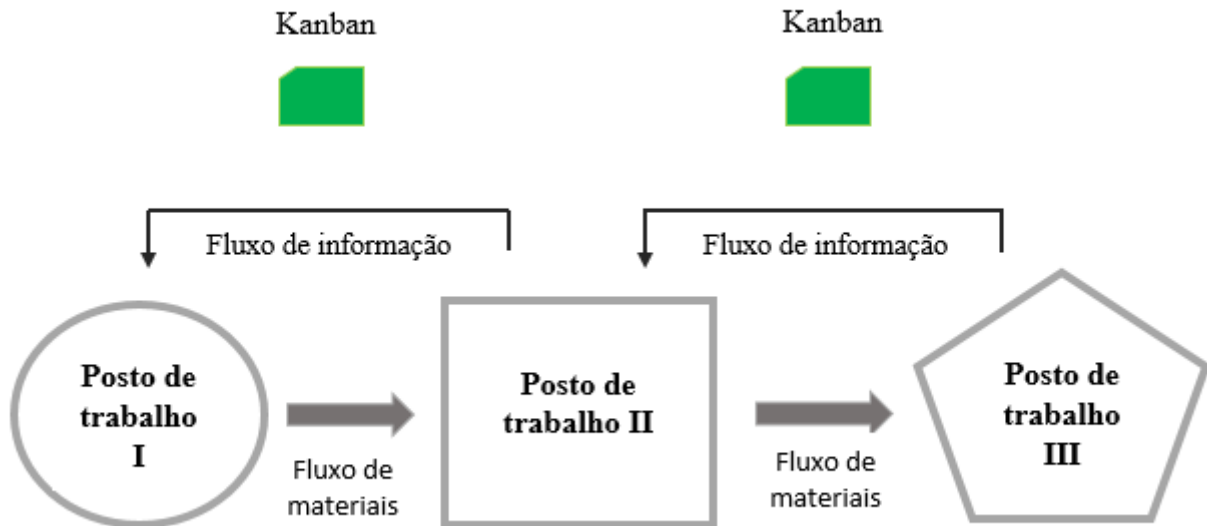 Kanban
Kanban
Fluxo de informação
Fluxo de informação
Posto de
trabalho
I
Fluxo de
materiais
Posto de
trabalho II
Fluxo de
materiais
Posto de
trabalho
III